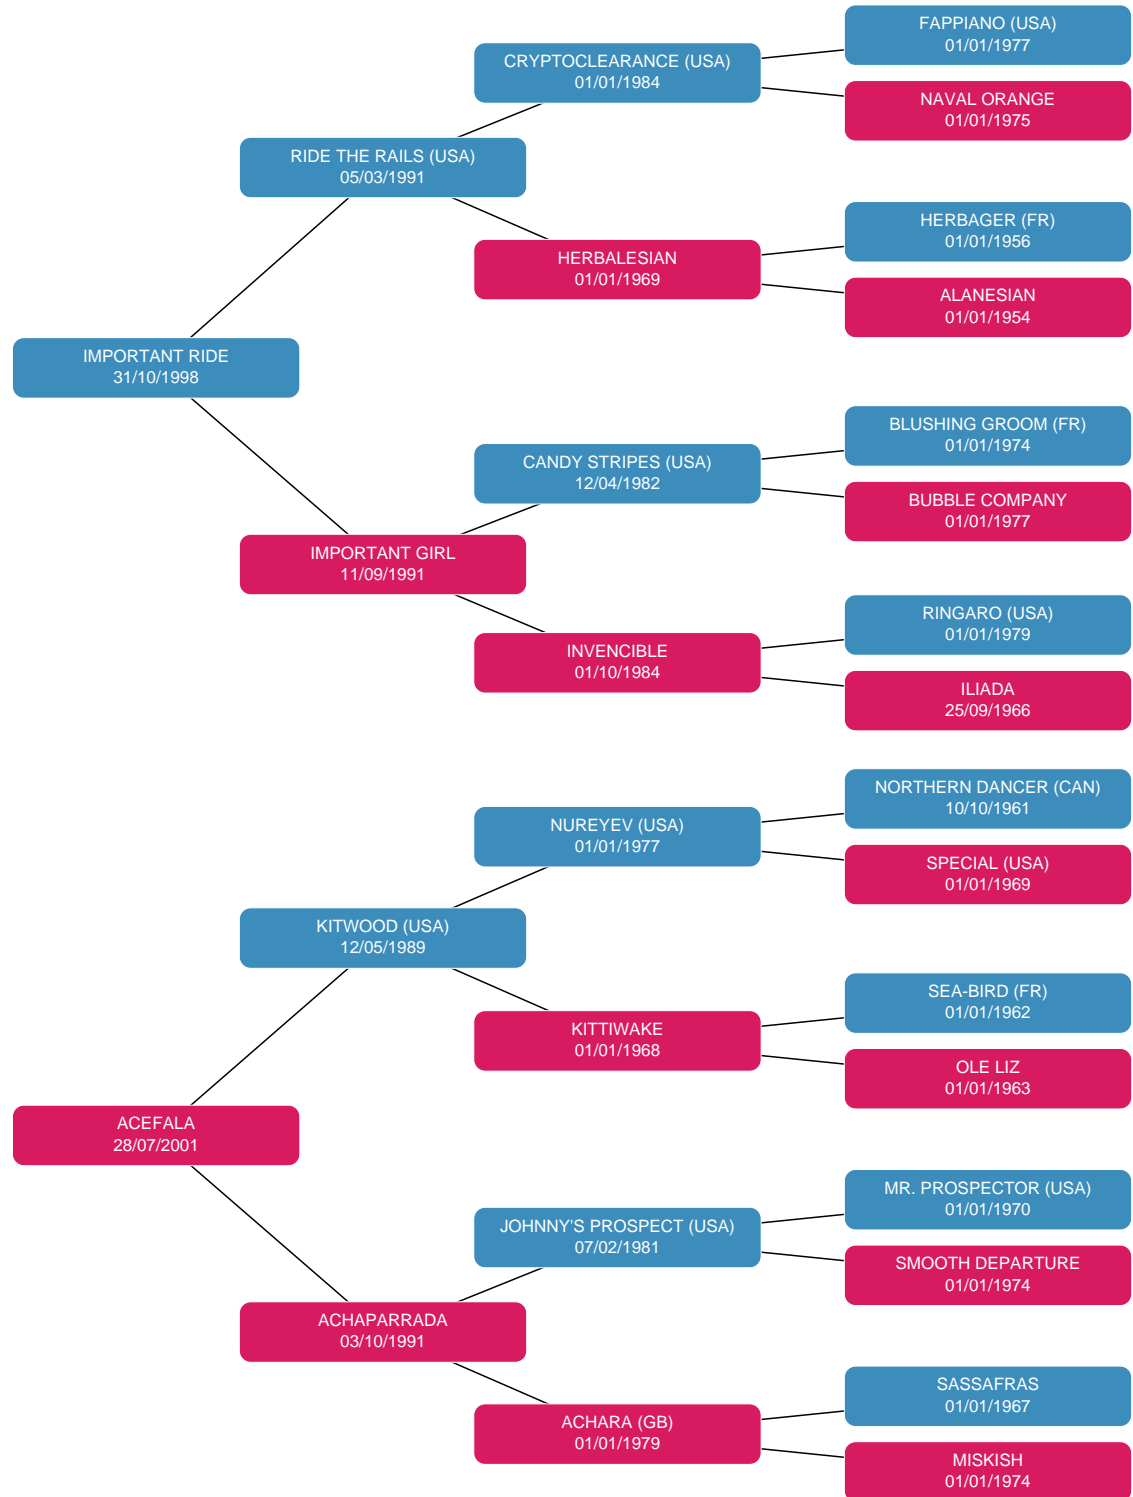 FAPPIANO (USA)
01/01/1977
CRYPTOCLEARANCE (USA)
01/01/1984
NAVAL ORANGE
01/01/1975
RIDE THE RAILS (USA)
05/03/1991
HERBAGER (FR)
01/01/1956
HERBALESIAN
01/01/1969
ALANESIAN
01/01/1954
IMPORTANT RIDE
31/10/1998
BLUSHING GROOM (FR)
01/01/1974
CANDY STRIPES (USA)
12/04/1982
BUBBLE COMPANY
01/01/1977
IMPORTANT GIRL
11/09/1991
RINGARO (USA)
01/01/1979
INVENCIBLE
01/10/1984
ILIADA
25/09/1966
NORTHERN DANCER (CAN)
10/10/1961
NUREYEV (USA)
01/01/1977
SPECIAL (USA)
01/01/1969
KITWOOD (USA)
12/05/1989
SEA-BIRD (FR)
01/01/1962
KITTIWAKE
01/01/1968
OLE LIZ
01/01/1963
ACEFALA
28/07/2001
MR. PROSPECTOR (USA)
01/01/1970
JOHNNY'S PROSPECT (USA)
07/02/1981
SMOOTH DEPARTURE
01/01/1974
ACHAPARRADA
03/10/1991
SASSAFRAS
01/01/1967
ACHARA (GB)
01/01/1979
MISKISH
01/01/1974